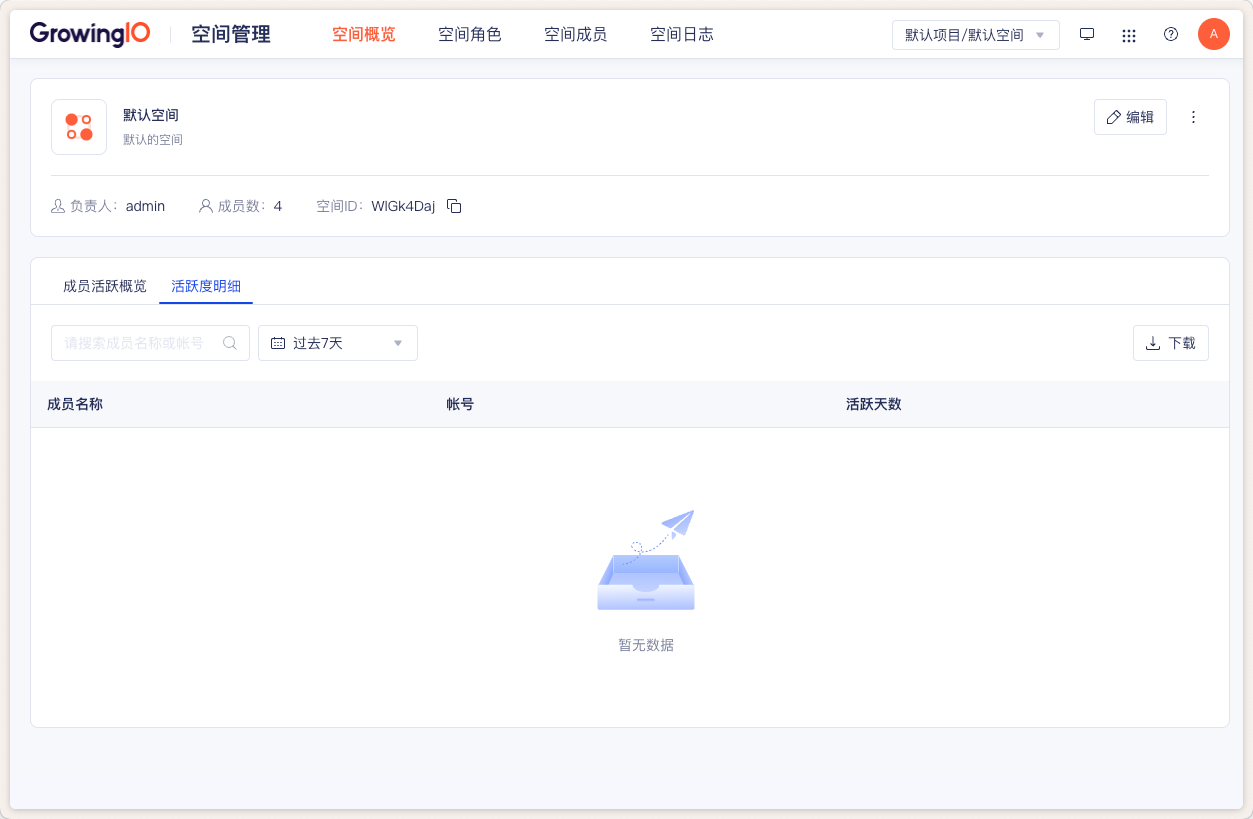 GrowingIO 空间管理 空间概览 空间角色 空间成员 空间日志 默认项目/默认空间 A
默认空间
默认的空间
编辑
负责人: admin 成员数: 4 空间ID: WlGk4Daj
成员活跃概览 活跃度明细
请搜索成员名称或帐号 过去7天 下载
成员名称 帐号 活跃天数
暂无数据